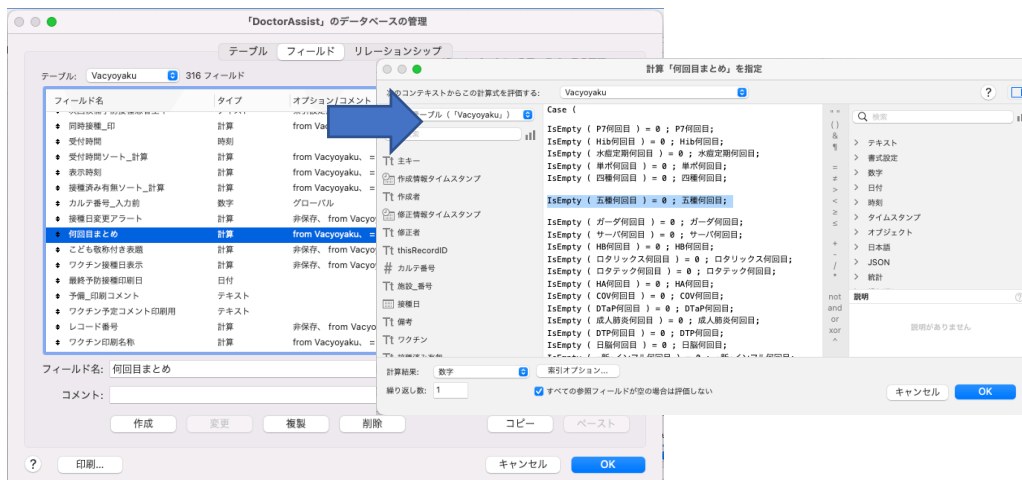 「DoctorAssist」のデータベースの管理
テーブル フィールド リレーションシップ
テーブル: Vacyoyaku 316 フィールド
フィールド名 タイプ オプション/コメント
同時接種_印 計算 from Vac
受付時間 時刻
受付時間ソート_計算 計算 from Vacyoyaku、 =
表示時刻 計算 from Vacyoyaku、 =
接種済み有無ソート_計算 計算 from Vacyoyaku、 =
カルテ番号_入力前 数字 グローバル
接種日変更アラート 計算 非保存、 from Vacyo
何回目まとめ 計算 from Vacyoyaku、 =
こども敬称付き表題 計算 非保存、 from Vacyo
ワクチン接種日表示 計算 非保存、 from Vacyo
最終予防接種印刷日 日付
予備_印刷コメント テキスト
ワクチン予定コメント印刷用 テキスト
レコード番号 計算 非保存、 from Vacyo
ワクチン印刷名称 計算 from Vacyoyaku、 =
フィールド名: 何回目まとめ
コメント:
作成 変更 複製 削除 コピー ペースト
? 印刷... キャンセル OK
計算「何回目まとめ」を指定
次のコンテキストからこの計算式を評価する: Vacyoyaku ?
ーブル (「Vacyoyaku」)
主キー
作成情報タイムスタンプ
作成者
修正情報タイムスタンプ
修正者
thisRecordID
カルテ番号
施設_番号
接種日
備考
ワクチン
Case (
IsEmpty ( P7何回目 ) = 0 ; P7何回目;
IsEmpty ( Hib何回目 ) = 0 ; Hib何回目;
IsEmpty ( 水痘定期何回目 ) = 0 ; 水痘定期何回目;
IsEmpty ( 単ポ何回目 ) = 0 ; 単ポ何回目;
IsEmpty ( 四種何回目 ) = 0 ; 四種何回目;
IsEmpty ( 五種何回目 ) = 0 ; 五種何回目;
IsEmpty ( ガーダ何回目 ) = 0 ; ガーダ何回目;
IsEmpty ( サーバ何回目 ) = 0 ; サーバ何回目;
IsEmpty ( HB何回目 ) = 0 ; HB何回目;
IsEmpty ( ロタリックス何回目 ) = 0 ; ロタリックス何回目;
IsEmpty ( ロタテック何回目 ) = 0 ; ロタテック何回目;
IsEmpty ( HA何回目 ) = 0 ; HA何回目;
IsEmpty ( COV何回目 ) = 0 ; COV何回目;
IsEmpty ( DTaP何回目 ) = 0 ; DTaP何回目;
IsEmpty ( 成人肺炎何回目 ) = 0 ; 成人肺炎何回目;
IsEmpty ( DTP何回目 ) = 0 ; DTP何回目;
IsEmpty ( 日脳何回目 ) = 0 ; 日脳何回目;
" "
( )
&
¶
=
≠
>
<
≥
≤
+
-
/
*
not
and
or
xor
^
検索
テキスト
書式設定
数字
日付
時刻
タイムスタンプ
オブジェクト
日本語
JSON
統計
説明
説明がありません
計算結果: 数字 索引オプション...
繰り返し数: 1 すべての参照フィールドが空の場合は評価しない
キャンセル OK